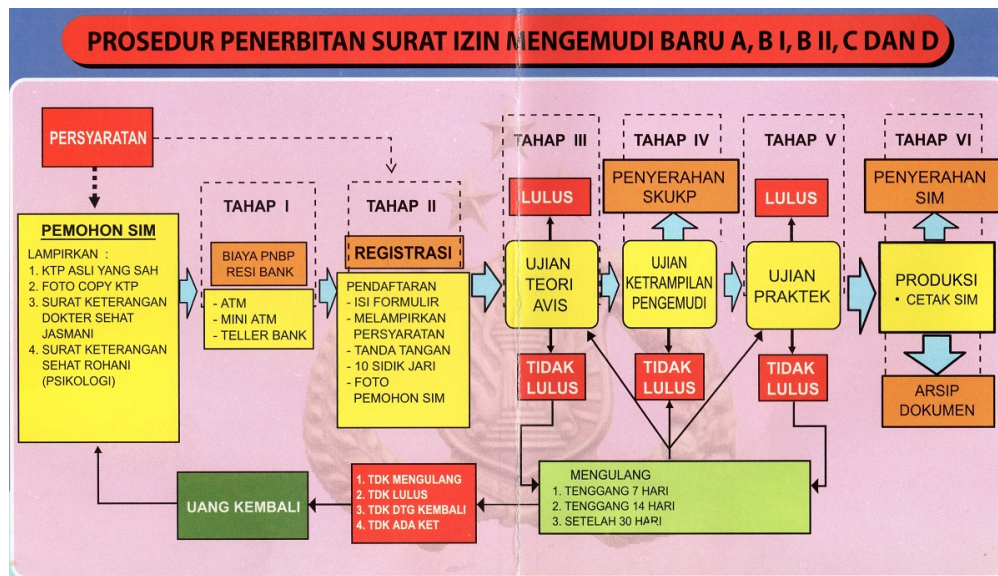 PROSEDUR PENERBITAN SURAT IZIN MENGEMUDI BARU A, B I, B II, C DAN D
PERSYARATAN
PEMOHON SIM
LAMPIRKAN :
1. KTP ASLI YANG SAH
2. FOTO COPY KTP
3. SURAT KETERANGAN
DOKTER SEHAT
JASMANI
4. SURAT KETERANGAN
SEHAT ROHANI
(PSIKOLOGI)
TAHAP I
BIAYA PNBP
RESI BANK
- ATM
- MINI ATM
- TELLER BANK
TAHAP II
REGISTRASI
PENDAFTARAN
- ISI FORMULIR
- MELAMPIRKAN
PERSYARATAN
- TANDA TANGAN
- 10 SIDIK JARI
- FOTO
PEMOHON SIM
TAHAP III
LULUS
UJIAN
TEORI
AVIS
TIDAK
LULUS
TAHAP IV
PENYERAHAN
SKUKP
UJIAN
KETRAMPILAN
PENGEMUDI
TIDAK
LULUS
TAHAP V
LULUS
UJIAN
PRAKTEK
TIDAK
LULUS
TAHAP VI
PENYERAHAN
SIM
PRODUKSI
• CETAK SIM
ARSIP
DOKUMEN
MENGULANG
1. TENGGANG 7 HARI
2. TENGGANG 14 HARI
3. SETELAH 30 HARI
1. TDK MENGULANG
2. TDK LULUS
3. TDK DTG KEMBALI
4. TDK ADA KET
UANG KEMBALI